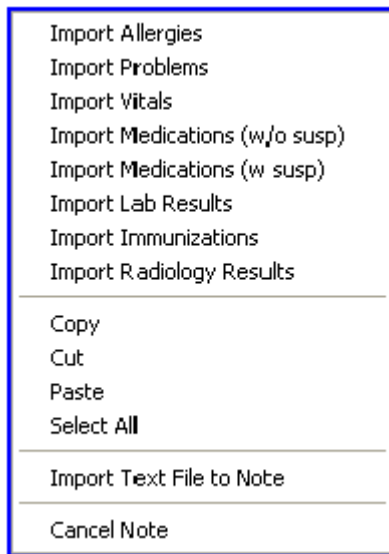 Import Allergies
Import Problems
Import Vitals
Import Medications (w/o susp)
Import Medications (w susp)
Import Lab Results
Import Immunizations
Import Radiology Results
Copy
Cut
Paste
Select All
Import Text File to Note
Cancel Note